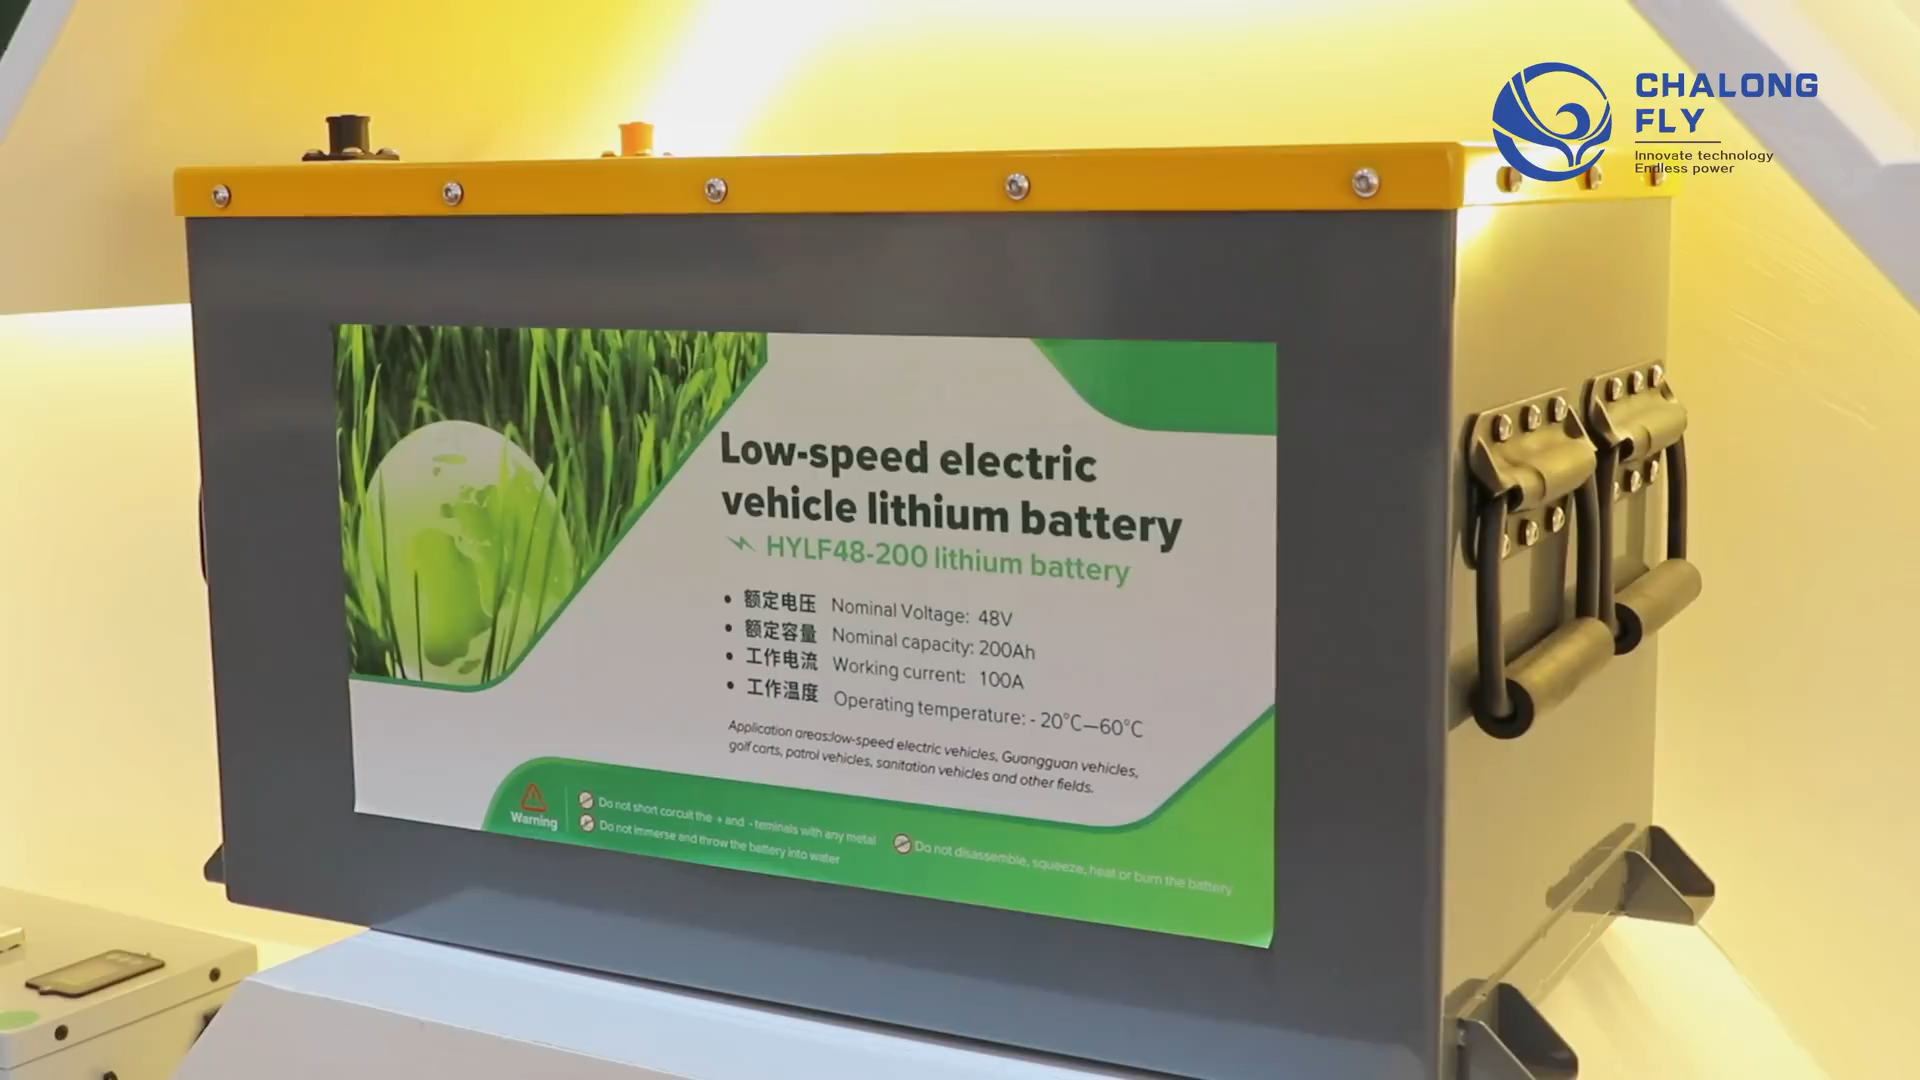 CHALONG
FLY
Innovate technology
Endless power
Low-speed electric
vehicle lithium battery
HYLF48-200 lithium battery
• 额定电压 Nominal Voltage: 48V
• 额定容量 Nominal capacity: 200Ah
• 工作电流 Working current: 100A
• 工作温度 Operating temperature: - 20°C—60°C
Application areas:low-speed electric vehicles, Guangguan vehicles,
golf carts, patrol vehicles, sanitation vehicles and other fields.
Warning
Do not short corcuit the + and - teminals with any metal
Do not immerse and throw the battery into water
Do not disassemble, squeeze, heat or burn the battery